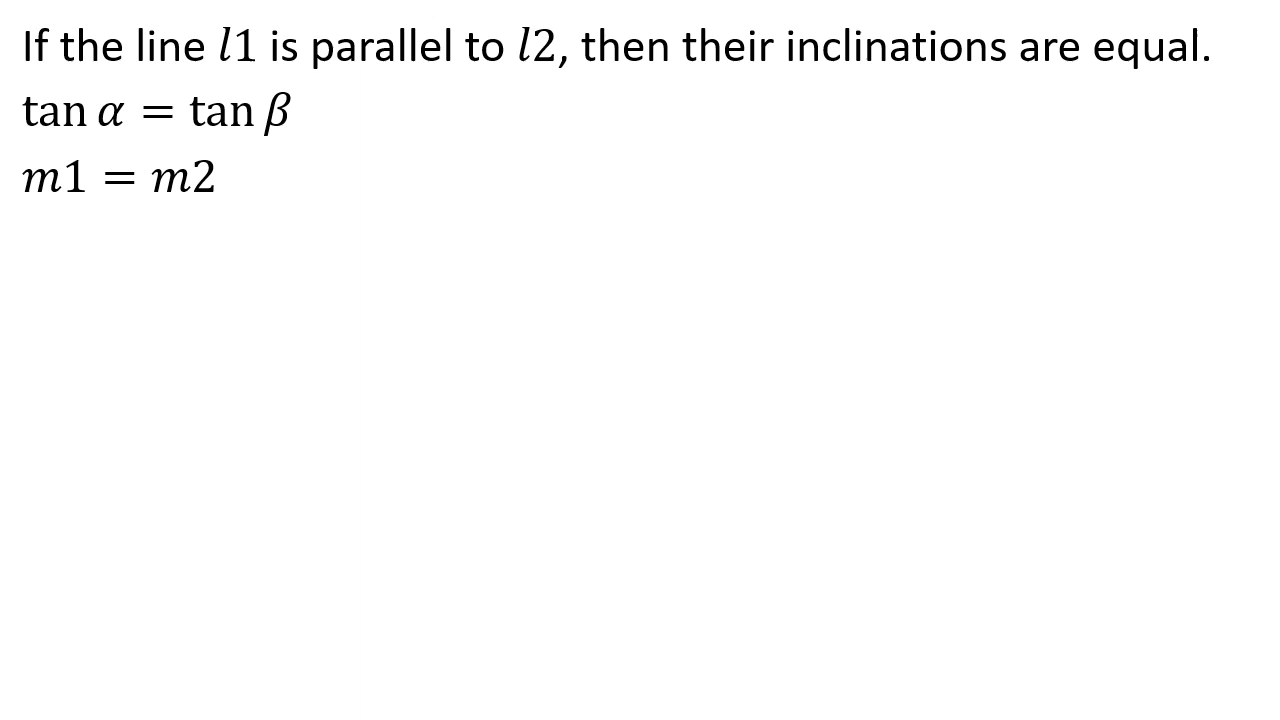 If the line l1 is parallel to l2, then their inclinations are equal.
tan α = tan β
m1 = m2